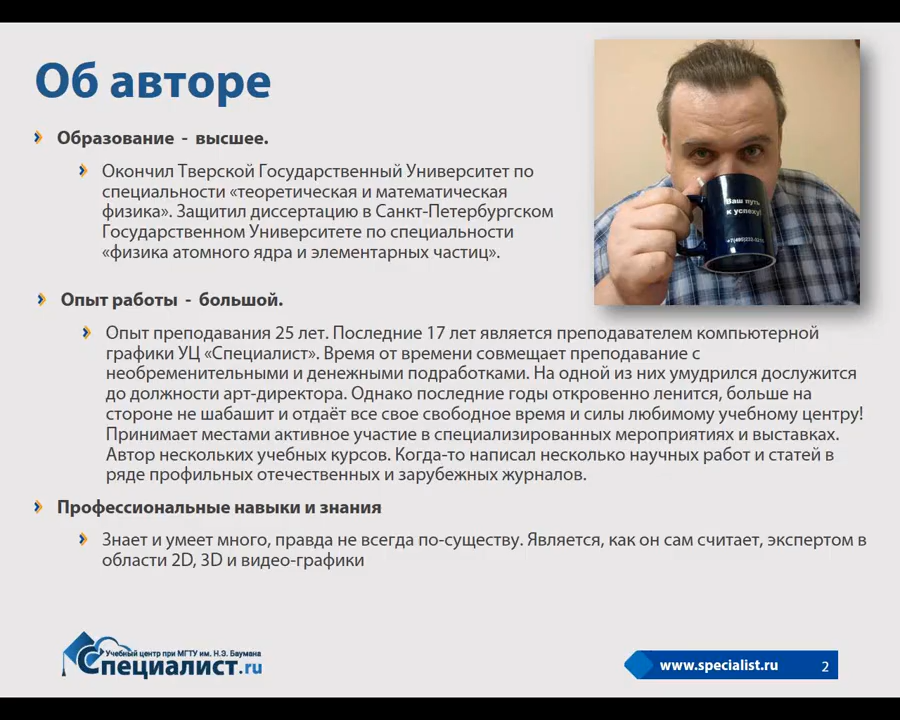 Об авторе
Образование - высшее.
Окончил Тверской Государственный Университет по
специальности «теоретическая и математическая
физика». Защитил диссертацию в Санкт-Петербургском
Государственном Университете по специальности
«физика атомного ядра и элементарных частиц».
Ваш путь
к успеху!
Опыт работы - большой.
Опыт преподавания 25 лет. Последние 17 лет является преподавателем компьютерной
графики УЦ «Специалист». Время от времени совмещает преподавание с
необременительными и денежными подработками. На одной из них умудрился дослужится
до должности арт-директора. Однако последние годы откровенно ленится, больше на
стороне не шабашит и отдаёт все свое свободное время и силы любимому учебному центру!
Принимает местами активное участие в специализированных мероприятиях и выставках.
Автор нескольких учебных курсов. Когда-то написал несколько научных работ и статей в
ряде профильных отечественных и зарубежных журналов.
Профессиональные навыки и знания
Знает и умеет много, правда не всегда по-существу. Является, как он сам считает, экспертом в
области 2D, 3D и видео-графики
Учебный центр при МГТУ им. Н.Э. Баумана
Специалист.ru
www.specialist.ru
2